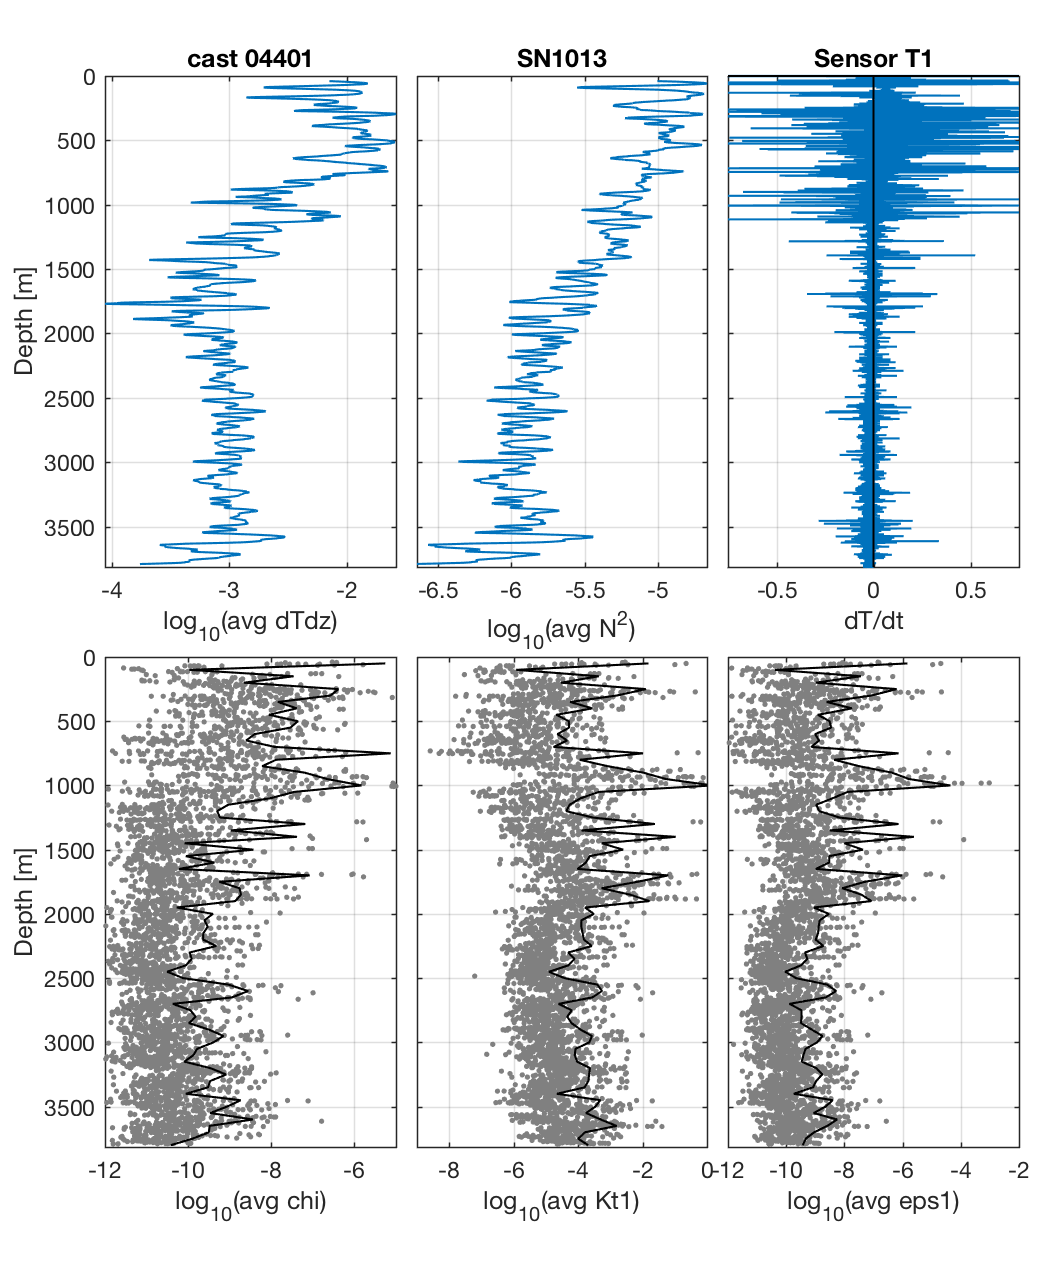 cast 04401 SN1013 Sensor T1
0
500
1000
1500
2000
2500
3000
3500
Depth [m]
-4 -3 -2 -6.5 -6 -5.5 -5 -0.5 0 0.5
log10(avg dTdz) log10(avg N2) dT/dt
0
500
1000
1500
2000
2500
3000
3500
Depth [m]
-12 -10 -8 -6 -8 -6 -4 -2 0 -12 -10 -8 -6 -4 -2
log10(avg chi) log10(avg Kt1) log10(avg eps1)